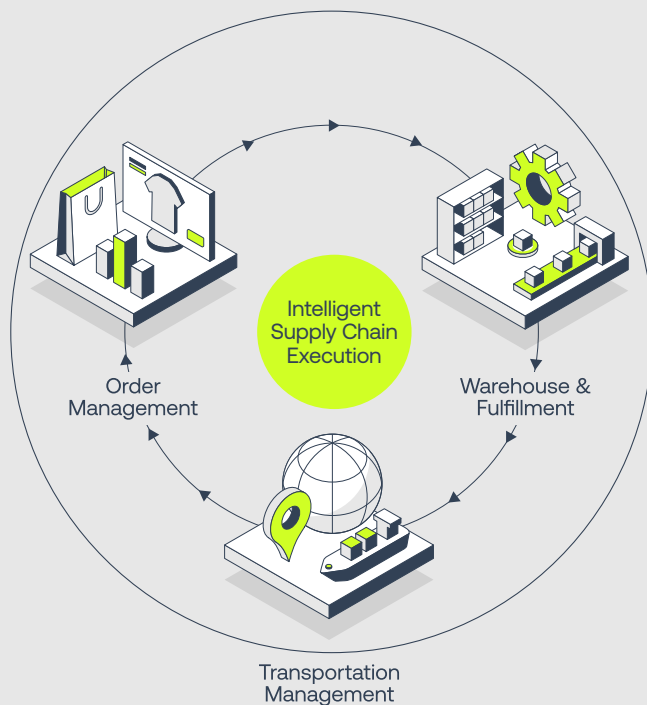 Intelligent
Supply Chain
Execution
Order
Management
Warehouse &
Fulfillment
Transportation
Management